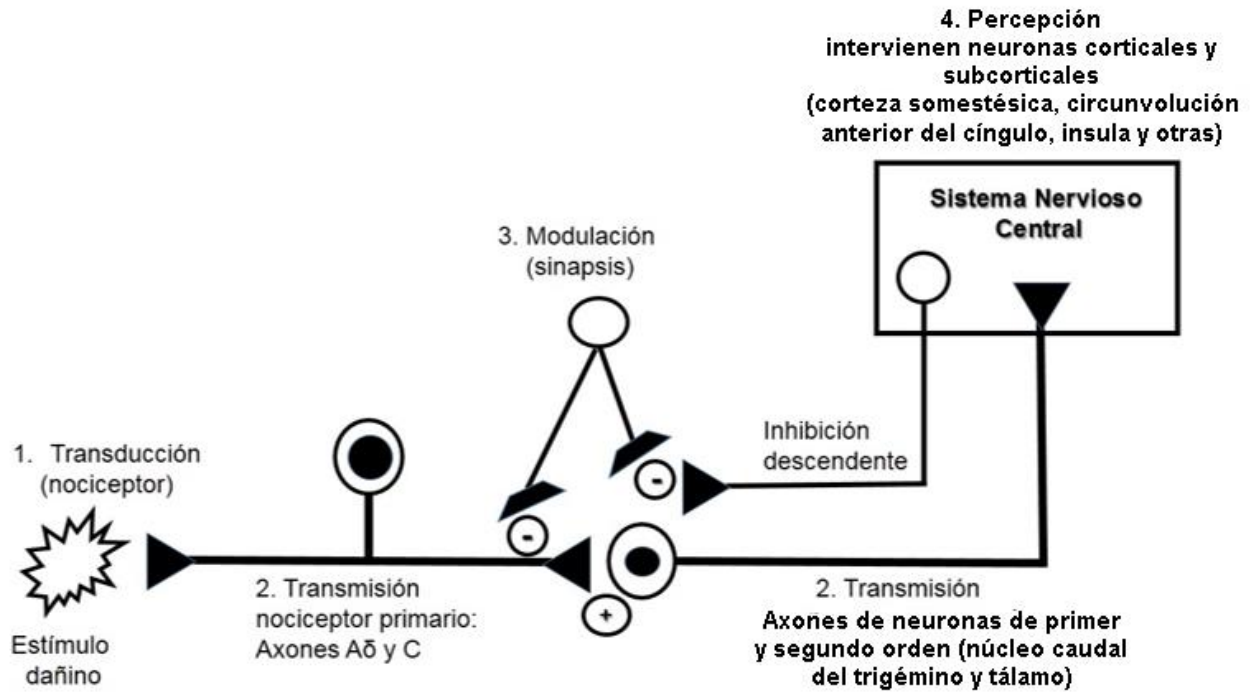 4. Percepción
intervienen neuronas corticales y
subcorticales
(corteza somestésica, circunvolución
anterior del cíngulo, insula y otras)
Sistema Nervioso
Central
3. Modulación
(sinapsis)
Inhibición
descendente
1. Transducción
(nociceptor)
-
-
+
2. Transmisión
nociceptor primario:
Axones Aδ y C
Estímulo
dañino
2. Transmisión
Axones de neuronas de primer
y segundo orden (núcleo caudal
del trigémino y tálamo)